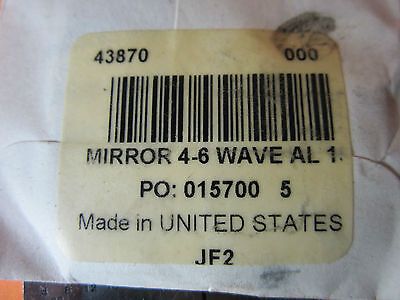 43870 000
MIRROR 4-6 WAVE AL 1
PO: 015700 5
Made in UNITED STATES
JF2